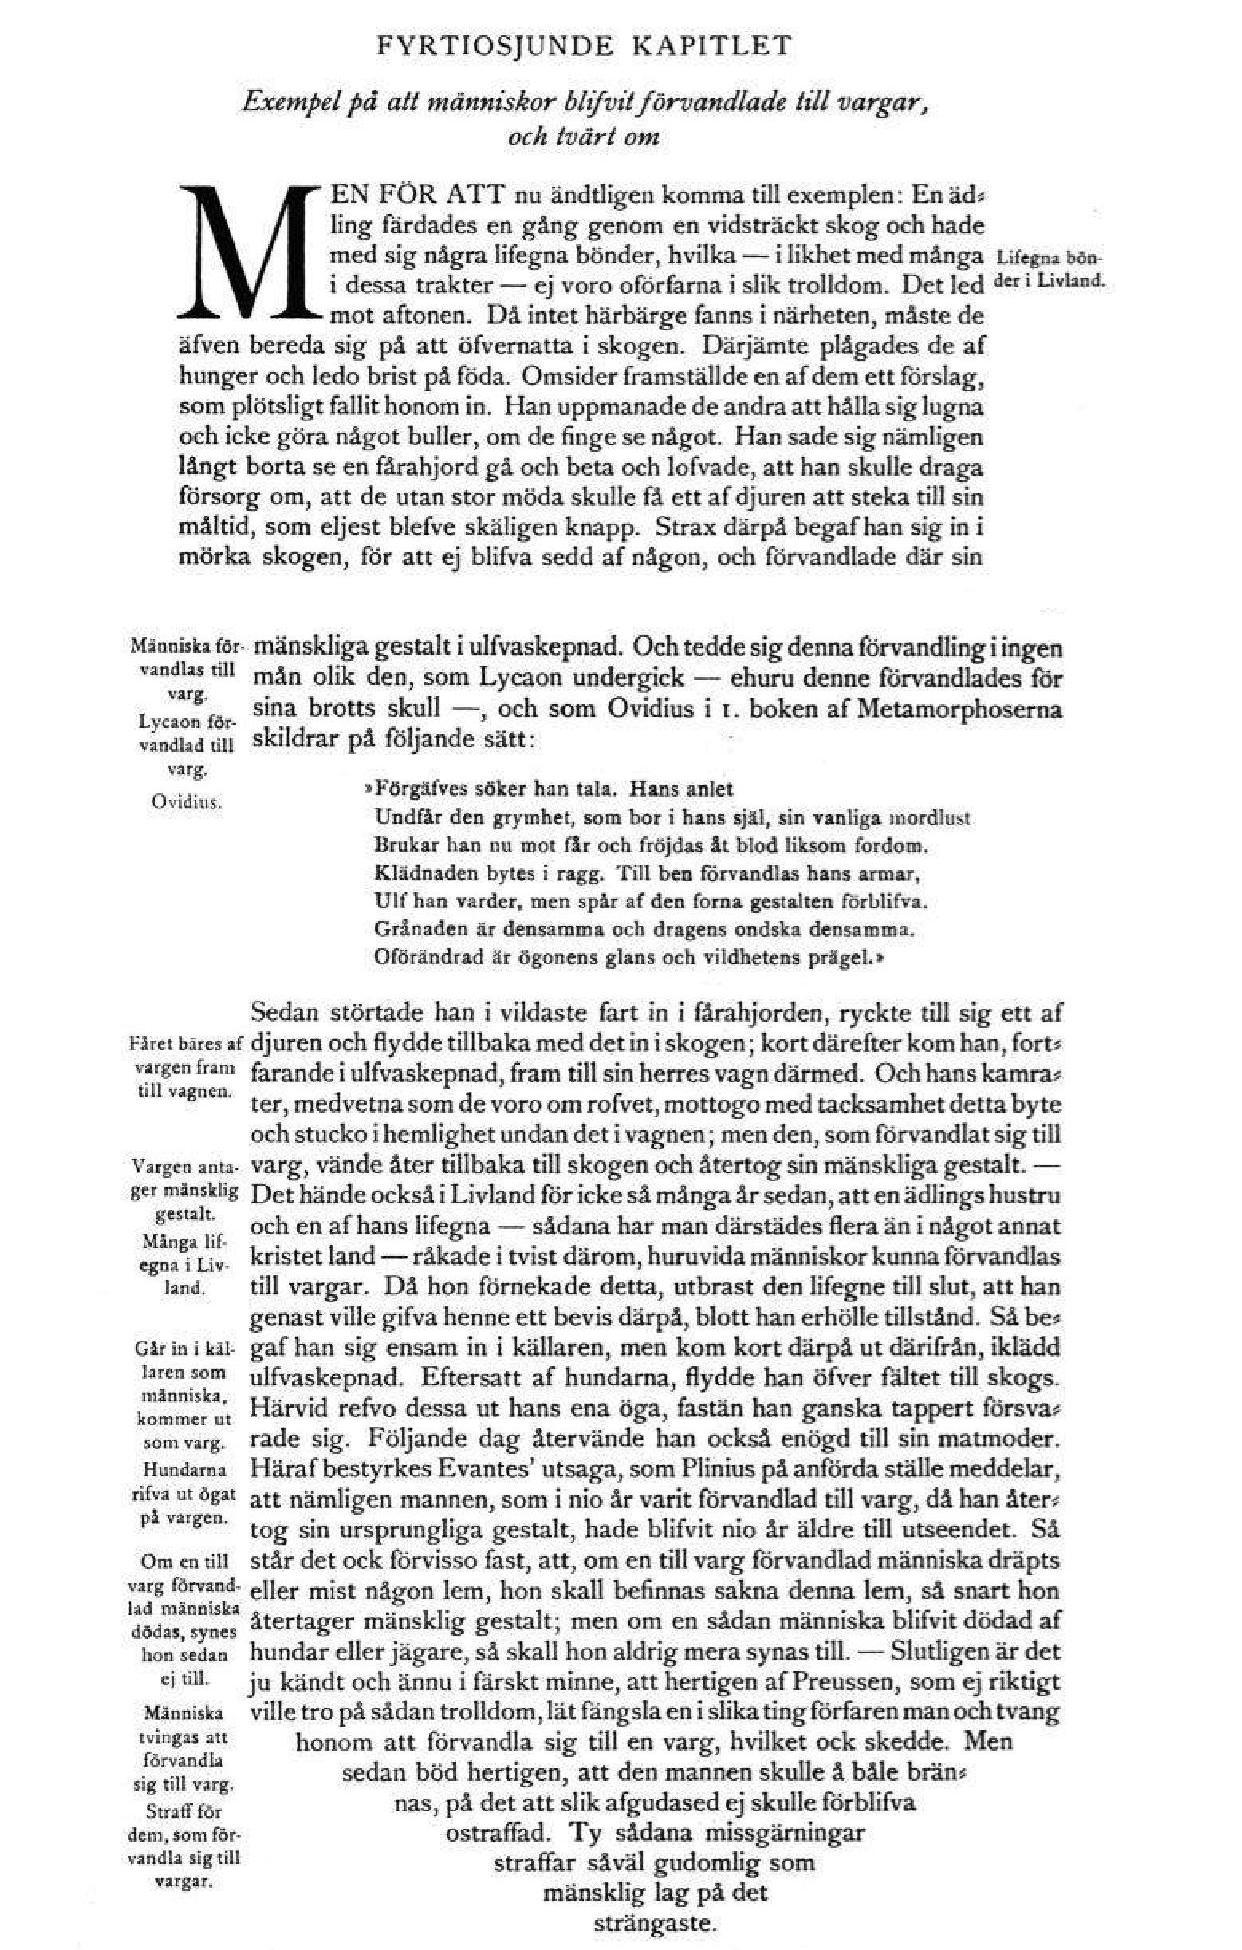 FYRTIOSJUNDE KAPITLET
Exempel på att människor blifvit förvandlade till vargar,
och tvärt om
MEN FÖR ATT nu ändtligen komma till exemplen: En äd⸗
ling färdades en gång genom en vidsträckt skog och hade
med sig några lifegna bönder, hvilka — i likhet med många
i dessa trakter — ej voro oförfarna i slik trolldom. Det led
mot aftonen. Då intet härbärge fanns i närheten, måste de
äfven bereda sig på att öfvernatta i skogen. Därjämte plågades de af
hunger och ledo brist på föda. Omsider framställde en af dem ett förslag,
som plötsligt fallit honom in. Han uppmanade de andra att hålla sig lugna
och icke göra något buller, om de finge se något. Han sade sig nämligen
långt borta se en fårahjord gå och beta och lofvade, att han skulle draga
försorg om, att de utan stor möda skulle få ett af djuren att steka till sin
måltid, som eljest blefve skäligen knapp. Strax därpå begaf han sig in i
mörka skogen, för att ej blifva sedd af någon, och förvandlade där sin
Lifegna bön-
der i Livland.
mänskliga gestalt i ulfvaskepnad. Och tedde sig denna förvandling i ingen
mån olik den, som Lycaon undergick — ehuru denne förvandlades för
sina brotts skull —, och som Ovidius i 1. boken af Metamorphoserna
skildrar på följande sätt:
Människa för-
vandlas till
varg.
Lycaon för-
vandlad till
varg.
Ovidius.
»Förgäfves söker han tala. Hans anlet
Undfår den grymhet, som bor i hans själ, sin vanliga mordlust
Brukar han nu mot får och fröjdas åt blod liksom fordom.
Klädnaden bytes i ragg. Till ben förvandlas hans armar,
Ulf han varder, men spår af den forna gestalten förblifva.
Grånaden är densamma och dragens ondska densamma.
Oförändrad är ögonens glans och vildhetens prägel.»
Sedan störtade han i vildaste fart in i fårahjorden, ryckte till sig ett af
djuren och flydde tillbaka med det in i skogen; kort därefter kom han, fort⸗
farande i ulfvaskepnad, fram till sin herres vagn därmed. Och hans kamra⸗
ter, medvetna som de voro om rofvet, mottogo med tacksamhet detta byte
och stucko i hemlighet undan det i vagnen; men den, som förvandlat sig till
varg, vände åter tillbaka till skogen och återtog sin mänskliga gestalt. —
Det hände också i Livland för icke så många år sedan, att en ädlings hustru
och en af hans lifegna — sådana har man därstädes flera än i något annat
kristet land — råkade i tvist därom, huruvida människor kunna förvandlas
till vargar. Då hon förnekade detta, utbrast den lifegne till slut, att han
genast ville gifva henne ett bevis därpå, blott han erhölle tillstånd. Så be⸗
gaf han sig ensam in i källaren, men kom kort därpå ut därifrån, iklädd
ulfvaskepnad. Eftersatt af hundarna, flydde han öfver fältet till skogs.
Härvid refvo dessa ut hans ena öga, fastän han ganska tappert försva⸗
rade sig. Följande dag återvände han också enögd till sin matmoder.
Häraf bestyrkes Evantes' utsaga, som Plinius på anförda ställe meddelar,
att nämligen mannen, som i nio år varit förvandlad till varg, då han åter⸗
tog sin ursprungliga gestalt, hade blifvit nio år äldre till utseendet. Så
står det ock förvisso fast, att, om en till varg förvandlad människa dräpts
eller mist någon lem, hon skall befinnas sakna denna lem, så snart hon
återtager mänsklig gestalt; men om en sådan människa blifvit dödad af
hundar eller jägare, så skall hon aldrig mera synas till. — Slutligen är det
ju kändt och ännu i färskt minne, att hertigen af Preussen, som ej riktigt
ville tro på sådan trolldom, lät fängsla en i slika ting förfaren man och tvang
honom att förvandla sig till en varg, hvilket ock skedde. Men
sedan böd hertigen, att den mannen skulle å båle brän⸗
nas, på det att slik afgudased ej skulle förblifva
ostraffad. Ty sådana missgärningar
straffar såväl gudomlig som
mänsklig lag på det
strängaste.
Fåret bäres af
vargen fram
till vagnen.
Vargen anta-
ger mänsklig
gestalt.
Många lif-
egna i Liv-
land.
Går in i käl-
laren som
människa,
kommer ut
som varg.
Hundarna
rifva ut ögat
på vargen.
Om en till
varg förvand-
lad människa
dödas, synes
hon sedan
ej till.
Människa
tvingas att
förvandla
sig till varg.
Straff för
dem, som för-
vandla sig till
vargar.